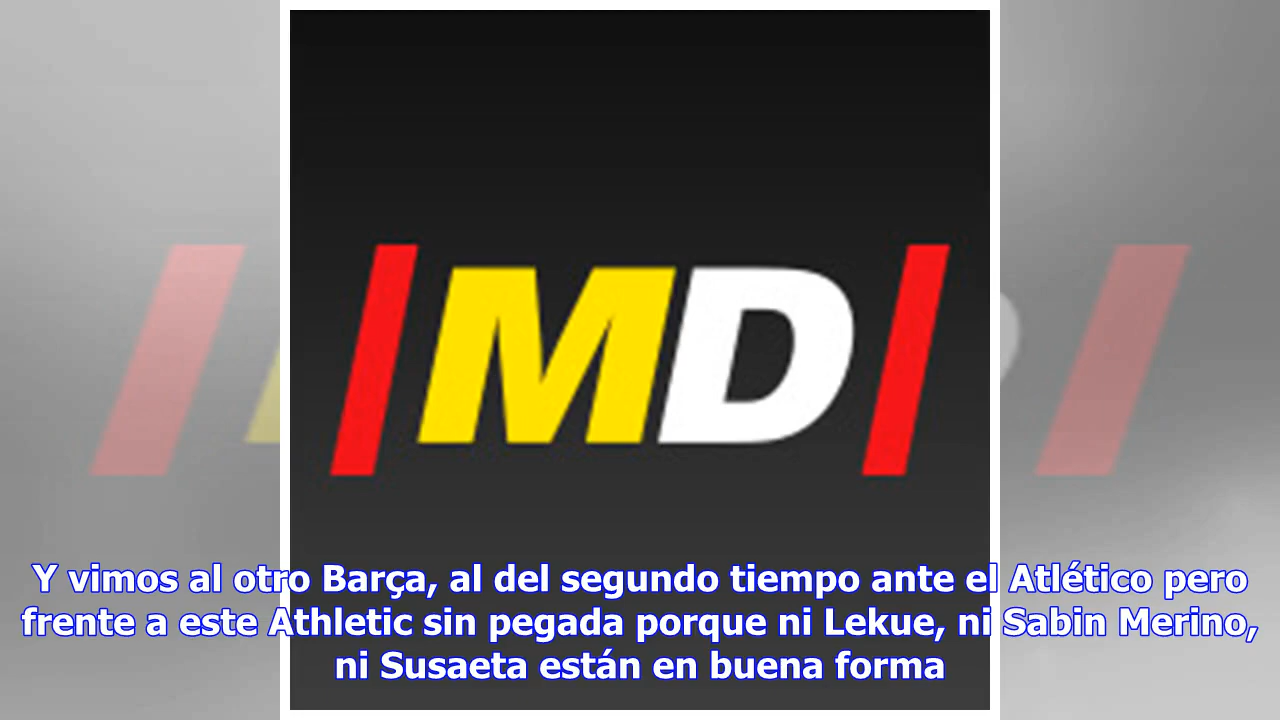 MD
Y vimos al otro Barça, al del segundo tiempo ante el Atlético pero
frente a este Athletic sin pegada porque ni Lekue, ni Sabin Merino,
ni Susaeta están en buena forma